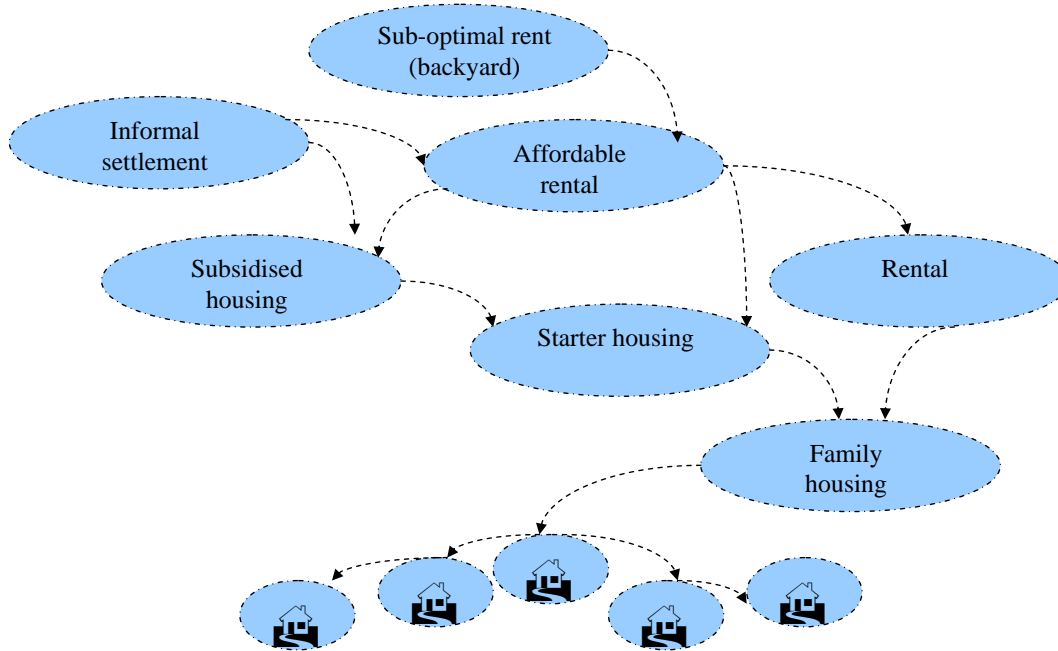 Sub-optimal rent
(backyard)
Informal
settlement
Affordable
rental
Subsidised
housing
Rental
Starter housing
Family
housing